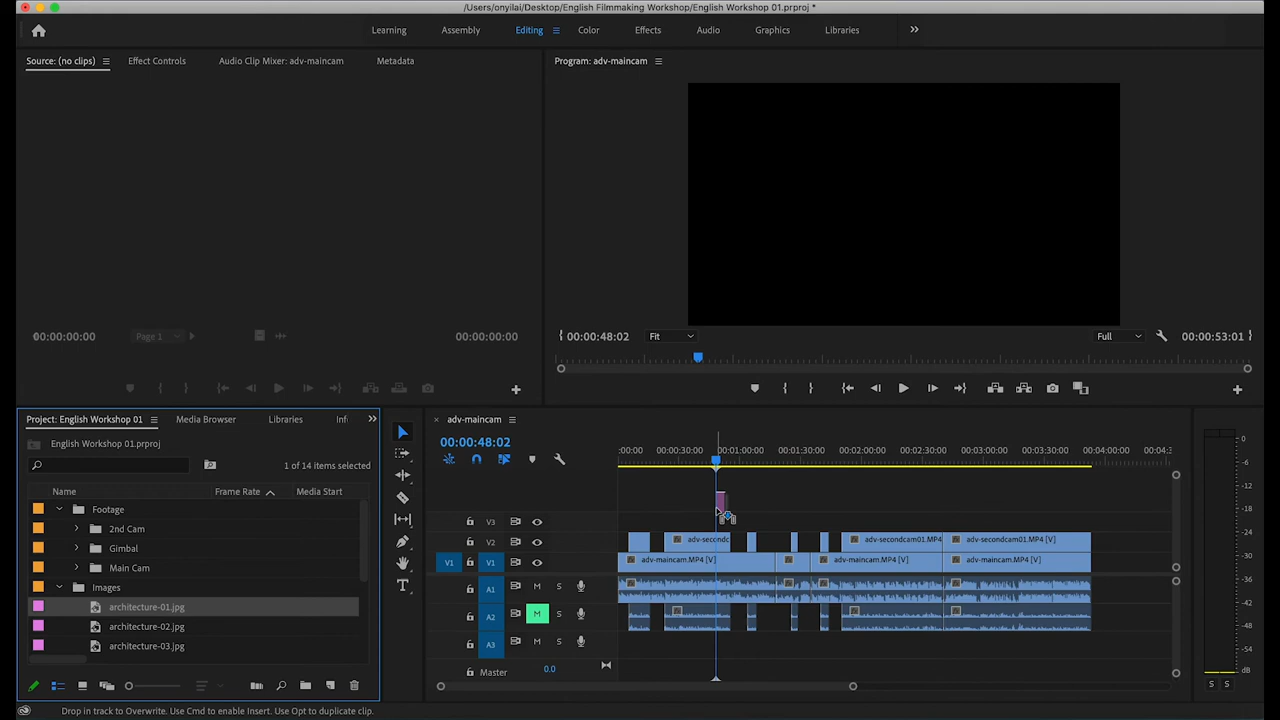 /Users/onyilai/Desktop/English Filmmaking Workshop/English Workshop 01.prproj *
Learning Assembly Editing Color Effects Audio Graphics Libraries
Source: (no clips) Effect Controls Audio Clip Mixer: adv-maincam Metadata
Program: adv-maincam
00:00:00:00 Page 1 00:00:00:00
00:00:48:02 Fit Full 00:00:53:01
Project: English Workshop 01 Media Browser Libraries Inf
English Workshop 01.prproj
1 of 14 items selected
Name Frame Rate Media Start
Footage
2nd Cam
Gimbal
Main Cam
Images
architecture-01.jpg
architecture-02.jpg
architecture-03.jpg
adv-maincam
00:00:48:02
:00:00 00:00:30:00 00:01:00:00 00:01:30:00 00:02:00:00 00:02:30:00 00:03:00:00 00:03:30:00 00:04:00:00 00:04:3
V3
V2 adv-secondc adv-secondcam01.MP4 adv-secondcam01.MP4 [V]
V1 V1 adv-maincam.MP4 [V] adv-maincam.MP4 [V] adv-maincam.MP4 [V]
A1 M S
A2 M S
A3 M S
Master 0.0
0
-6
-12
-18
-24
-30
-36
-42
-48
-54
dB
S S
Drop in track to Overwrite. Use Cmd to enable Insert. Use Opt to duplicate clip.